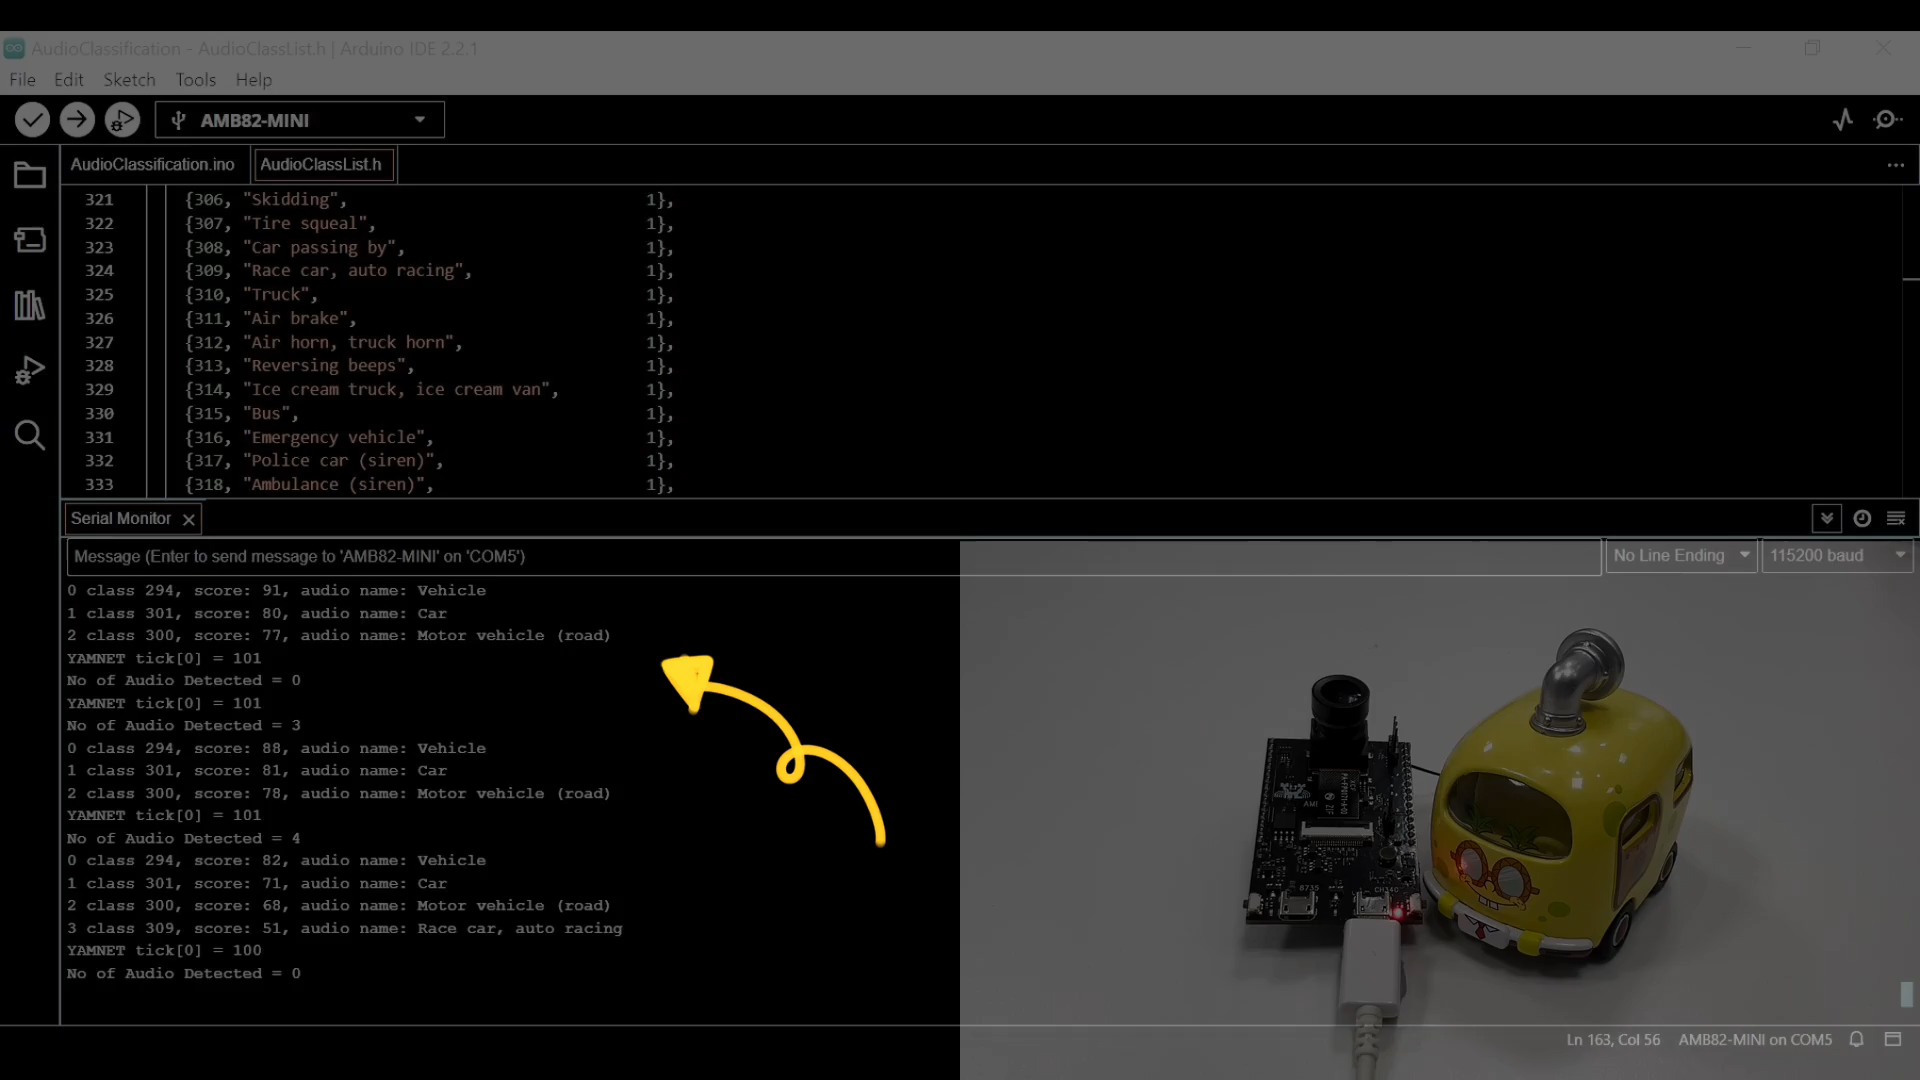 AudioClassification - AudioClassList.h | Arduino IDE 2.2.1
File Edit Sketch Tools Help
AMB82-MINI
AudioClassification.ino AudioClassList.h
321 {306, "Skidding", 1},
322 {307, "Tire squeal", 1},
323 {308, "Car passing by", 1},
324 {309, "Race car, auto racing", 1},
325 {310, "Truck", 1},
326 {311, "Air brake", 1},
327 {312, "Air horn, truck horn", 1},
328 {313, "Reversing beeps", 1},
329 {314, "Ice cream truck, ice cream van", 1},
330 {315, "Bus", 1},
331 {316, "Emergency vehicle", 1},
332 {317, "Police car (siren)", 1},
333 {318, "Ambulance (siren)", 1},
Serial Monitor
Message (Enter to send message to 'AMB82-MINI' on 'COM5') No Line Ending 115200 baud
0 class 294, score: 91, audio name: Vehicle
1 class 301, score: 80, audio name: Car
2 class 300, score: 77, audio name: Motor vehicle (road)
YAMNET tick[0] = 101
No of Audio Detected = 0
YAMNET tick[0] = 101
No of Audio Detected = 3
0 class 294, score: 88, audio name: Vehicle
1 class 301, score: 81, audio name: Car
2 class 300, score: 78, audio name: Motor vehicle (road)
YAMNET tick[0] = 101
No of Audio Detected = 4
0 class 294, score: 82, audio name: Vehicle
1 class 301, score: 71, audio name: Car
2 class 300, score: 68, audio name: Motor vehicle (road)
3 class 309, score: 51, audio name: Race car, auto racing
YAMNET tick[0] = 100
No of Audio Detected = 0
8735 CH340
Ln 163, Col 56 AMB82-MINI on COM5